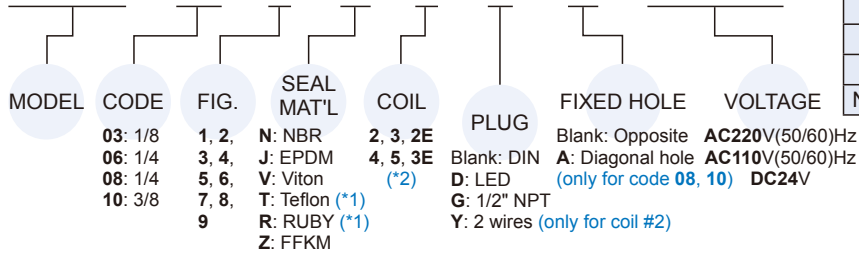 MODEL
CODE
03: 1/8
06: 1/4
08: 1/4
10: 3/8
FIG.
1, 2,
3, 4,
5, 6,
7, 8,
9
SEAL
MAT'L
N: NBR
J: EPDM
V: Viton
T: Teflon (*1)
R: RUBY (*1)
Z: FFKM
COIL
2, 3, 2E
4, 5, 3E
(*2)
PLUG
Blank: DIN
D: LED
G: 1/2" NPT
Y: 2 wires (only for coil #2)
FIXED HOLE
Blank: Opposite
A: Diagonal hole
(only for code 08, 10)
VOLTAGE
AC220V(50/60)Hz
AC110V(50/60)Hz
DC24V